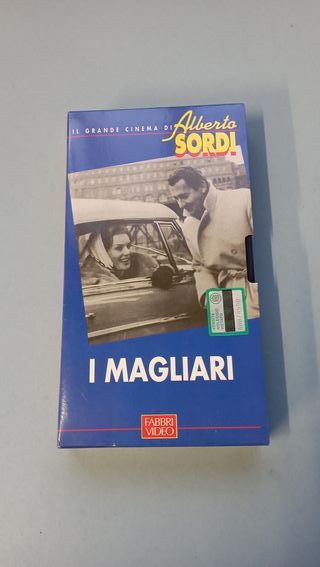 IL GRANDE CINEMA DI
Alberto
SORDI
I MAGLIARI
FABBRI
VIDEO